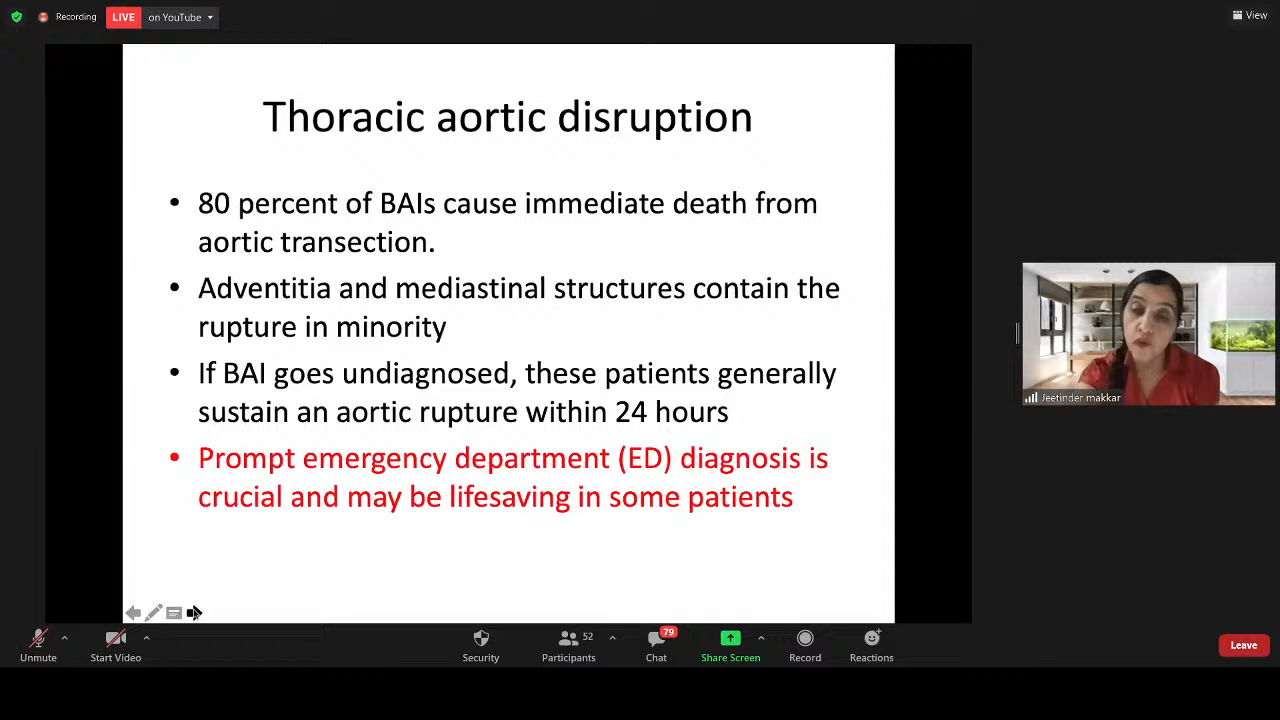 Recording
LIVE on YouTube
View
Thoracic aortic disruption
• 80 percent of BAIs cause immediate death from
aortic transection.
• Adventitia and mediastinal structures contain the
rupture in minority
• If BAI goes undiagnosed, these patients generally
sustain an aortic rupture within 24 hours
• Prompt emergency department (ED) diagnosis is
crucial and may be lifesaving in some patients
Jeetinder makkar
Unmute
Start Video
Security
52
Participants
79
Chat
Share Screen
Record
Reactions
Leave